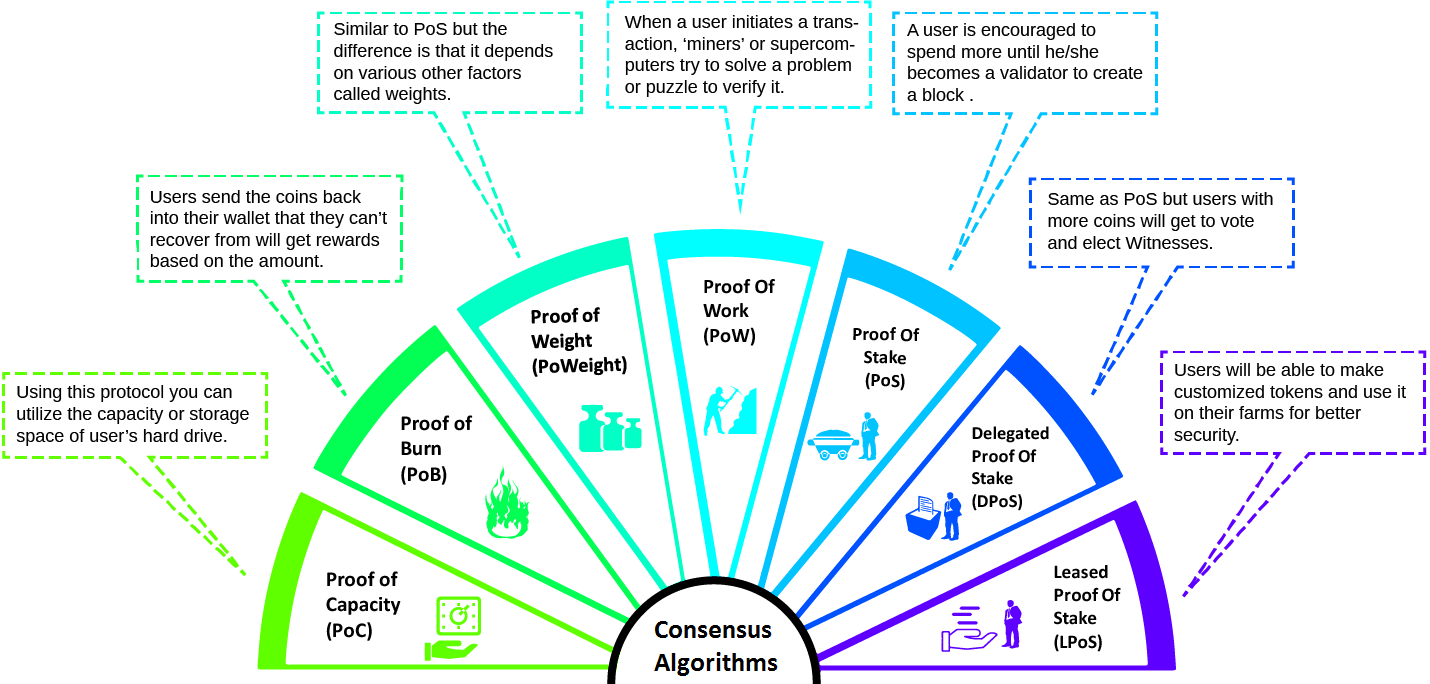 Similar to PoS but the
difference is that it depends
on various other factors
called weights.
When a user initiates a trans-
action, ‘miners’ or supercom-
puters try to solve a problem
or puzzle to verify it.
A user is encouraged to
spend more until he/she
becomes a validator to create
a block .
Users send the coins back
into their wallet that they can’t
recover from will get rewards
based on the amount.
Same as PoS but users with
more coins will get to vote
and elect Witnesses.
Using this protocol you can
utilize the capacity or storage
space of user’s hard drive.
Users will be able to make
customized tokens and use it
on their farms for better
security.
Proof of
Capacity
(PoC)
Proof of
Burn
(PoB)
Proof of
Weight
(PoWeight)
Proof Of
Work
(PoW)
Proof Of
Stake
(PoS)
Delegated
Proof Of
Stake
(DPoS)
Leased
Proof Of
Stake
(LPoS)
Consensus
Algorithms